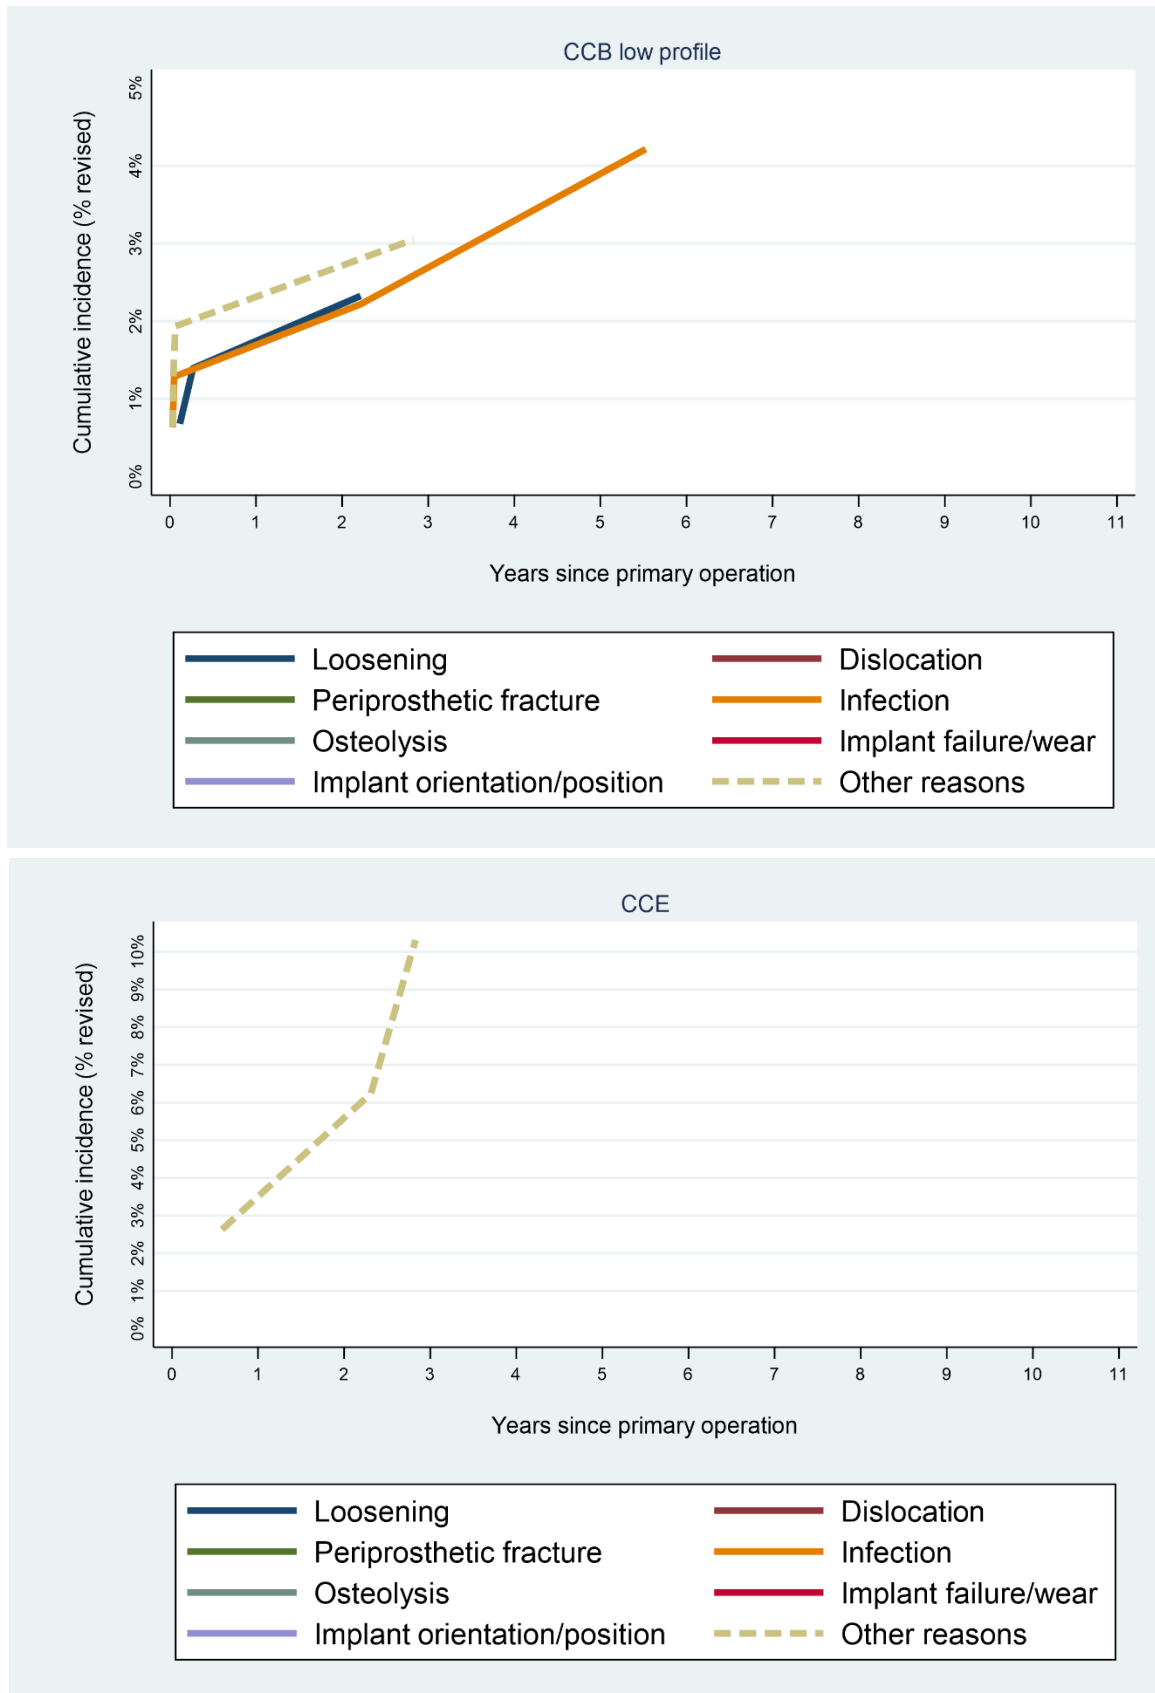 CCB low profile
Cumulative incidence (% revised)
5%
4%
3%
2%
1%
0%
0 1 2 3 4 5 6 7 8 9 10 11
Years since primary operation
Loosening Dislocation
Periprosthetic fracture Infection
Osteolysis Implant failure/wear
Implant orientation/position Other reasons
CCE
Cumulative incidence (% revised)
10%
9%
8%
7%
6%
5%
4%
3%
2%
1%
0%
0 1 2 3 4 5 6 7 8 9 10 11
Years since primary operation
Loosening Dislocation
Periprosthetic fracture Infection
Osteolysis Implant failure/wear
Implant orientation/position Other reasons